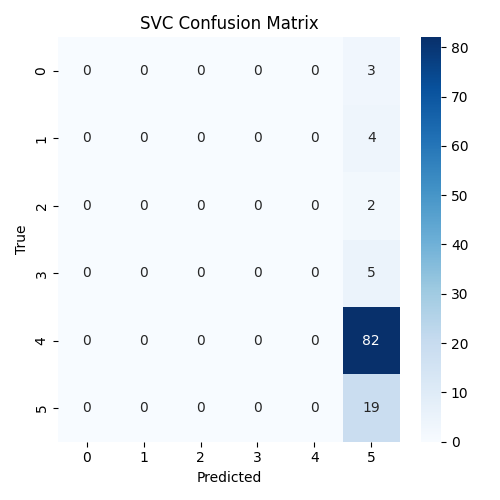 SVC Confusion Matrix
True
0 0 0 0 0 0 3
1 0 0 0 0 0 4
2 0 0 0 0 0 2
3 0 0 0 0 0 5
4 0 0 0 0 0 82
5 0 0 0 0 0 19
0 1 2 3 4 5
Predicted
80
70
60
50
40
30
20
10
0